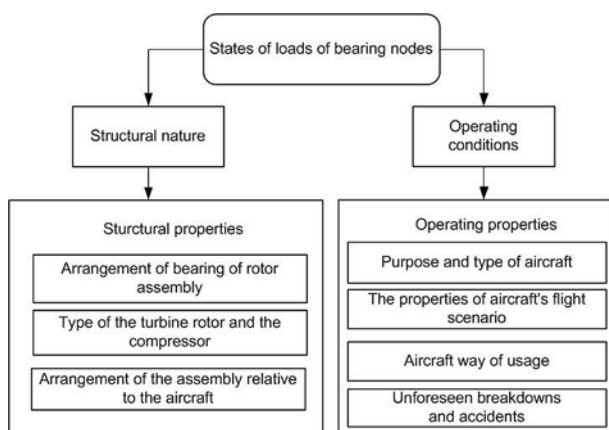 States of loads of bearing nodes
Structural nature
Operating
conditions
Sturctural properties
Arrangement of bearing of rotor
assembly
Type of the turbine rotor and the
compressor
Arrangement of the assembly relative
to the aircraft
Operating properties
Purpose and type of aircraft
The properties of aircraft's flight
scenario
Aircraft way of usage
Unforeseen breakdowns
and accidents